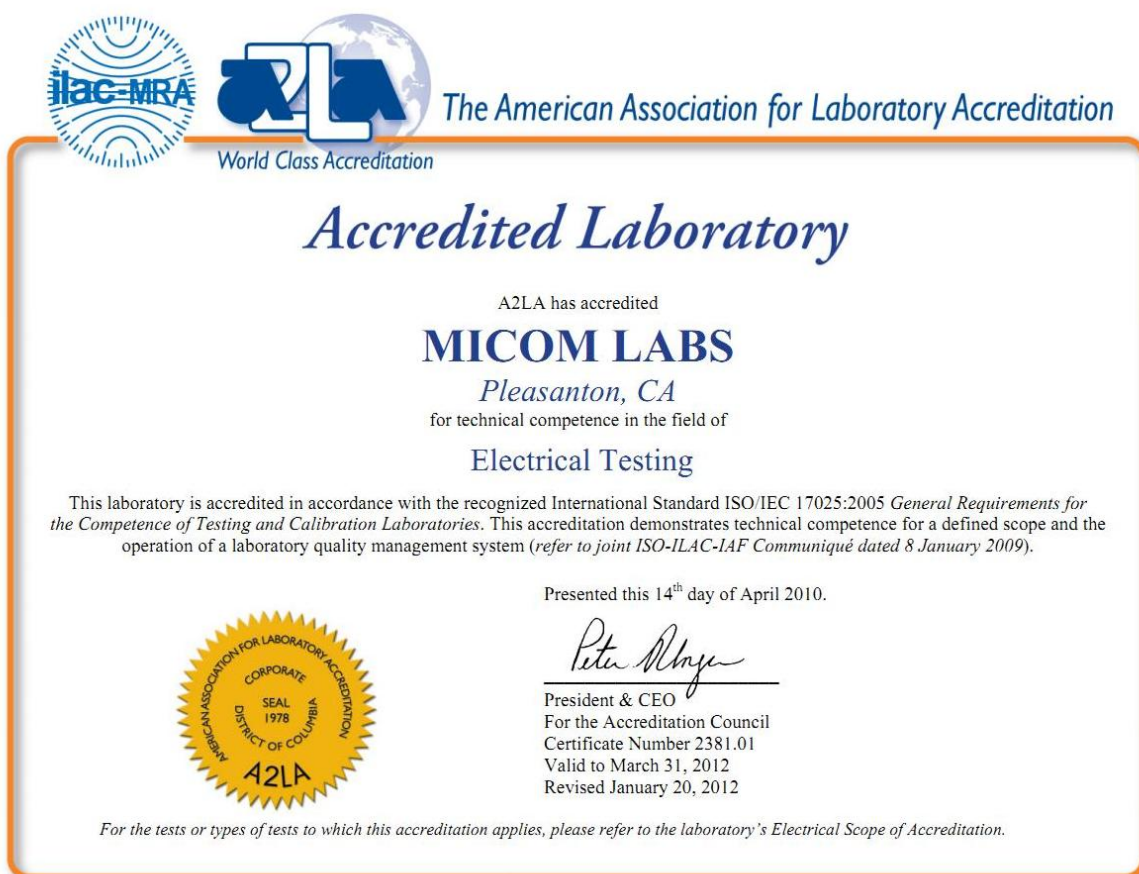 ilac-MRA
A2LA
World Class Accreditation
The American Association for Laboratory Accreditation
Accredited Laboratory
A2LA has accredited
MICOM LABS
Pleasanton, CA
for technical competence in the field of
Electrical Testing
This laboratory is accredited in accordance with the recognized International Standard ISO/IEC 17025:2005 General Requirements for
the Competence of Testing and Calibration Laboratories. This accreditation demonstrates technical competence for a defined scope and the
operation of a laboratory quality management system (refer to joint ISO-ILAC-IAF Communiqué dated 8 January 2009).
Presented this 14th day of April 2010.
President & CEO
For the Accreditation Council
Certificate Number 2381.01
Valid to March 31, 2012
Revised January 20, 2012
AMERICAN ASSOCIATION FOR LABORATORY ACCREDITATION
CORPORATE
SEAL
1978
DISTRICT OF COLUMBIA
A2LA
For the tests or types of tests to which this accreditation applies, please refer to the laboratory's Electrical Scope of Accreditation.